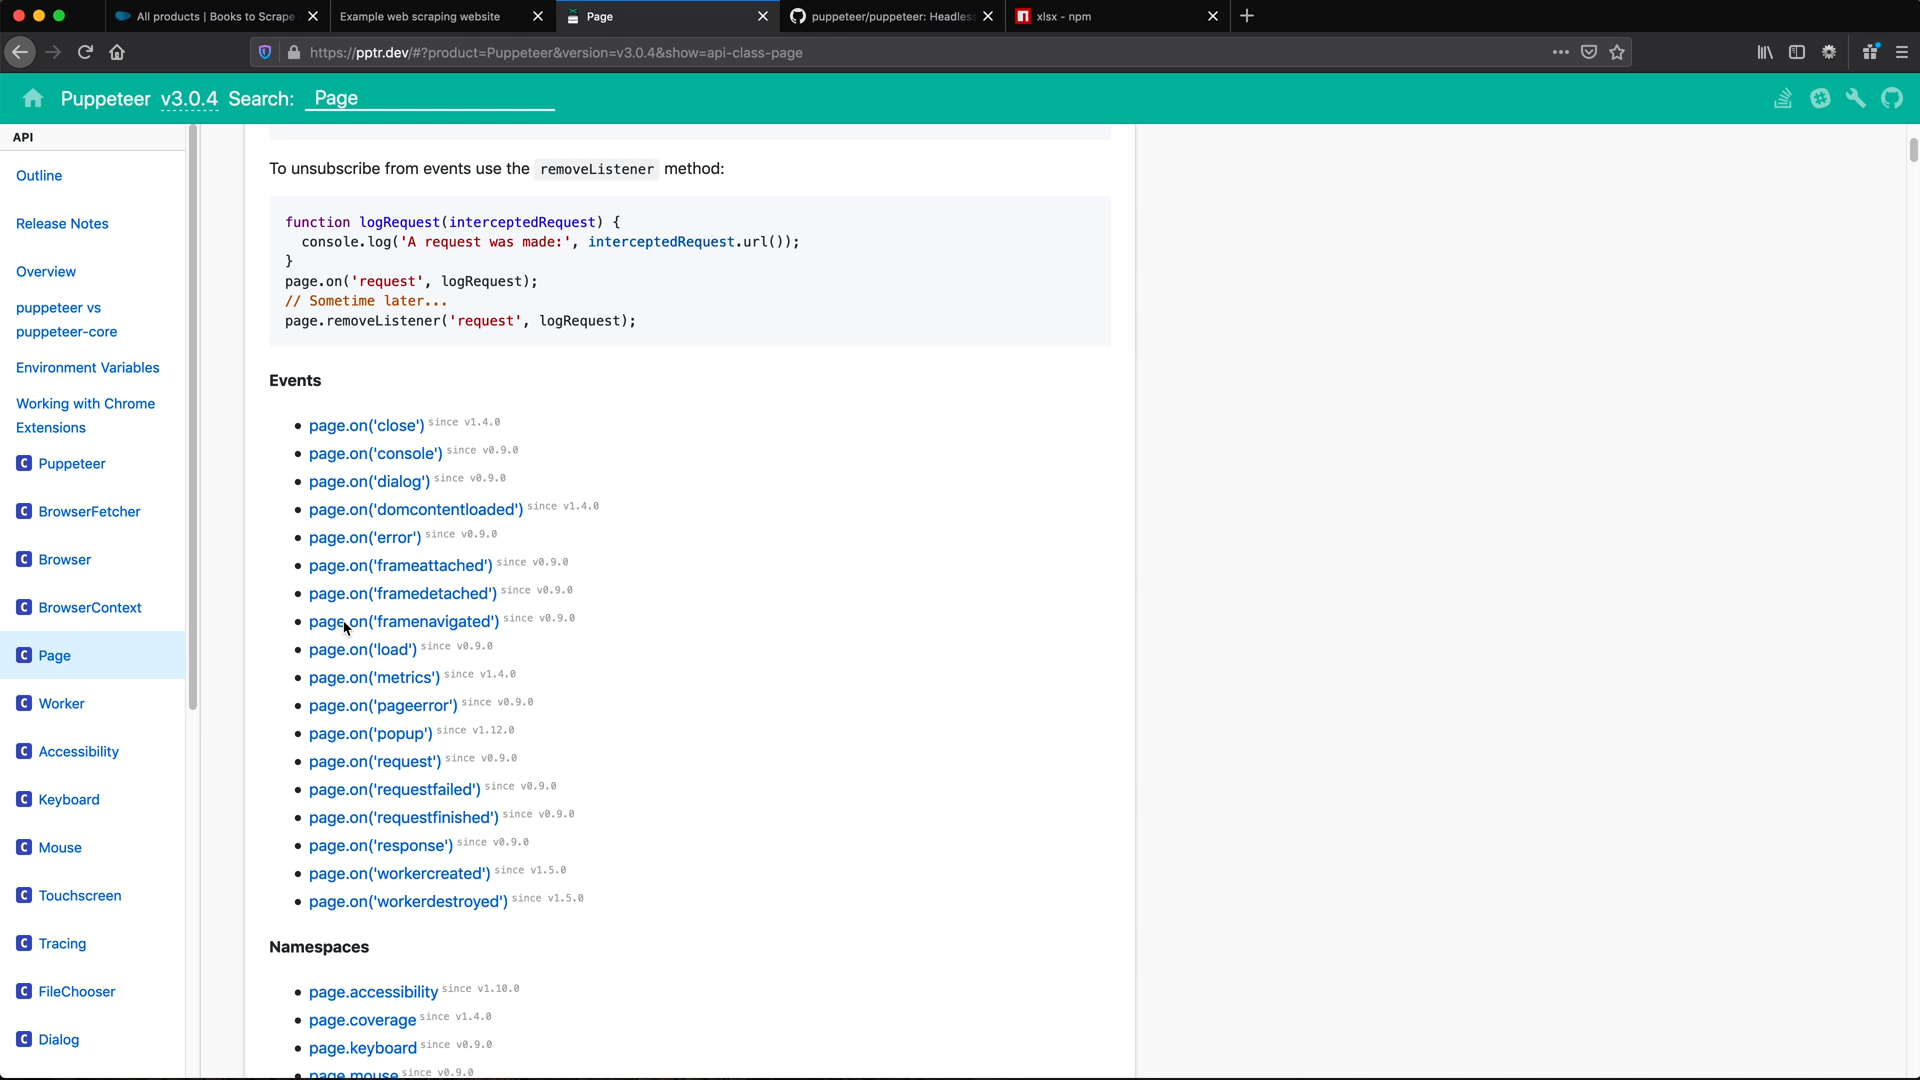 All products | Books to Scrape
Example web scraping website
Page
puppeteer/puppeteer: Headless
xlsx - npm
https://pptr.dev/#?product=Puppeteer&version=v3.0.4&show=api-class-page
Puppeteer v3.0.4 Search: Page
API
Outline
Release Notes
Overview
puppeteer vs
puppeteer-core
Environment Variables
Working with Chrome
Extensions
C Puppeteer
C BrowserFetcher
C Browser
C BrowserContext
C Page
C Worker
C Accessibility
C Keyboard
C Mouse
C Touchscreen
C Tracing
C FileChooser
C Dialog
To unsubscribe from events use the removeListener method:
function logRequest(interceptedRequest) {
console.log('A request was made:', interceptedRequest.url());
}
page.on('request', logRequest);
// Sometime later...
page.removeListener('request', logRequest);
Events
page.on('close') since v1.4.0
page.on('console') since v0.9.0
page.on('dialog') since v0.9.0
page.on('domcontentloaded') since v1.4.0
page.on('error') since v0.9.0
page.on('frameattached') since v0.9.0
page.on('framedetached') since v0.9.0
page.on('framenavigated') since v0.9.0
page.on('load') since v0.9.0
page.on('metrics') since v1.4.0
page.on('pageerror') since v0.9.0
page.on('popup') since v1.12.0
page.on('request') since v0.9.0
page.on('requestfailed') since v0.9.0
page.on('requestfinished') since v0.9.0
page.on('response') since v0.9.0
page.on('workercreated') since v1.5.0
page.on('workerdestroyed') since v1.5.0
Namespaces
page.accessibility since v1.10.0
page.coverage since v1.4.0
page.keyboard since v0.9.0
page.mouse since v0.9.0